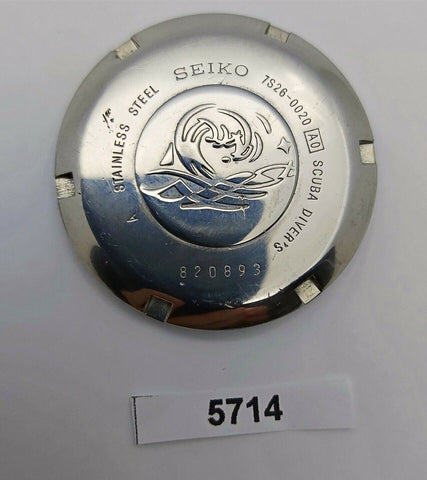 SEIKO
7S26-0020 A0 SCUBA DIVER'S
STAINLESS STEEL
820893
5714